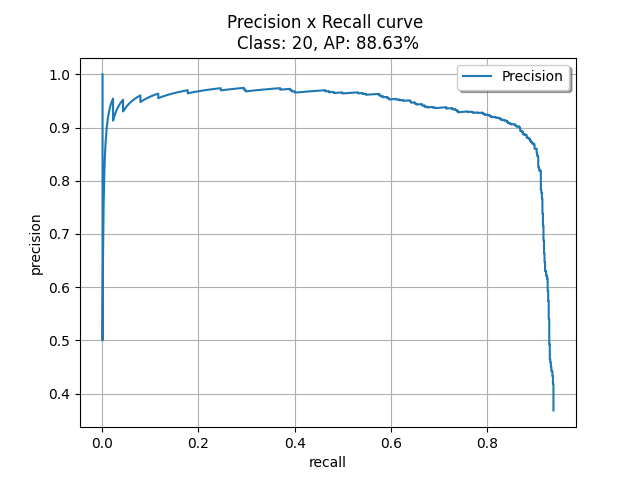 Precision x Recall curve
Class: 20, AP: 88.63%
Precision
1.0
0.9
0.8
0.7
0.6
0.5
0.4
precision
0.0 0.2 0.4 0.6 0.8
recall